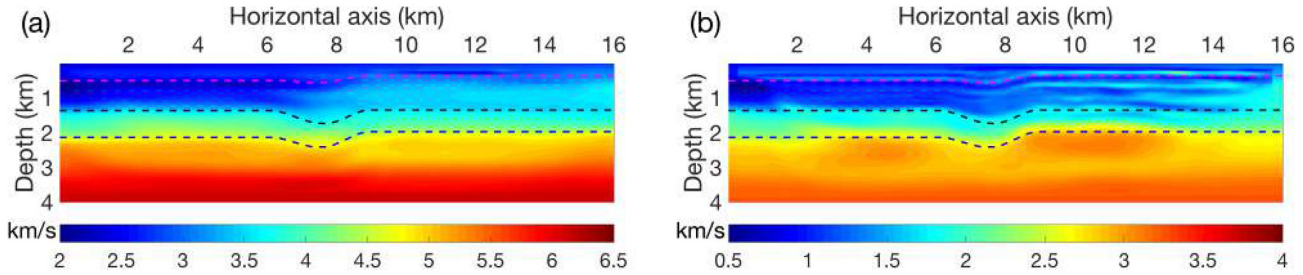 (a) Horizontal axis (km)
2 4 6 8 10 12 14 16
Depth (km)
1
2
3
4
km/s
2 2.5 3 3.5 4 4.5 5 5.5 6 6.5
(b) Horizontal axis (km)
2 4 6 8 10 12 14 16
Depth (km)
1
2
3
4
km/s
0.5 1 1.5 2 2.5 3 3.5 4